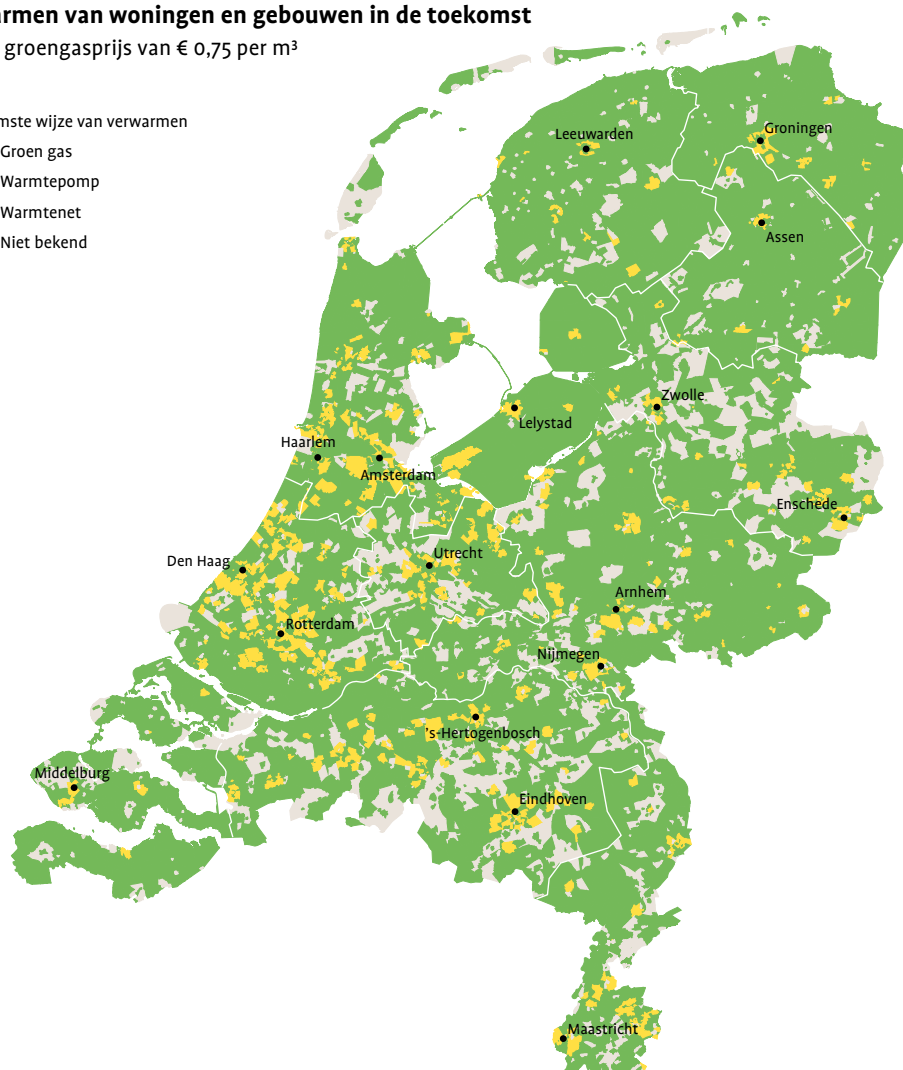 armen van woningen en gebouwen in de toekomst
groengasprijs van € 0,75 per m³
mste wijze van verwarmen
Groen gas
Warmtepomp
Warmtenet
Niet bekend
Leeuwarden
Groningen
Assen
Zwolle
Lelystad
Haarlem
Amsterdam
Enschede
Utrecht
Den Haag
Arnhem
Rotterdam
Nijmegen
's-Hertogenbosch
Middelburg
Eindhoven
Maastricht